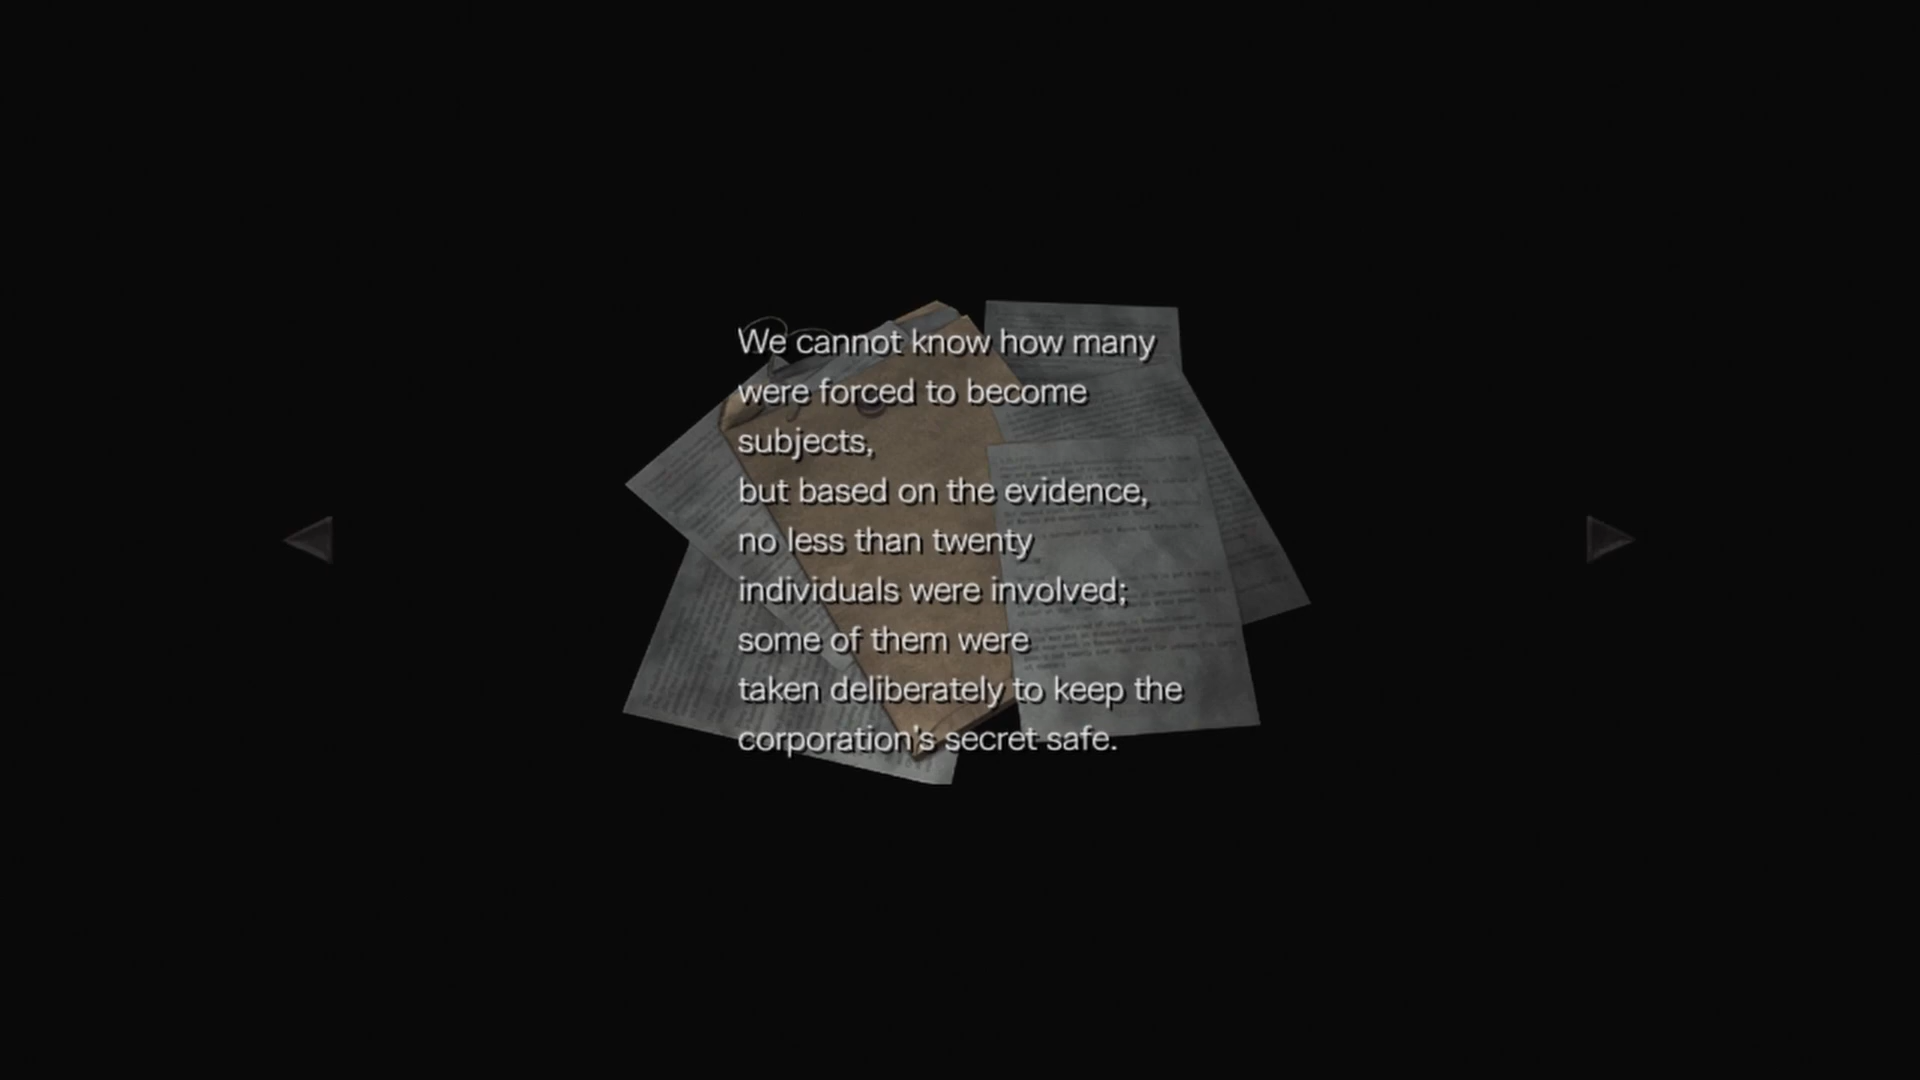 We cannot know how many
were forced to become
subjects,
but based on the evidence,
no less than twenty
individuals were involved;
some of them were
taken deliberately to keep the
corporation's secret safe.